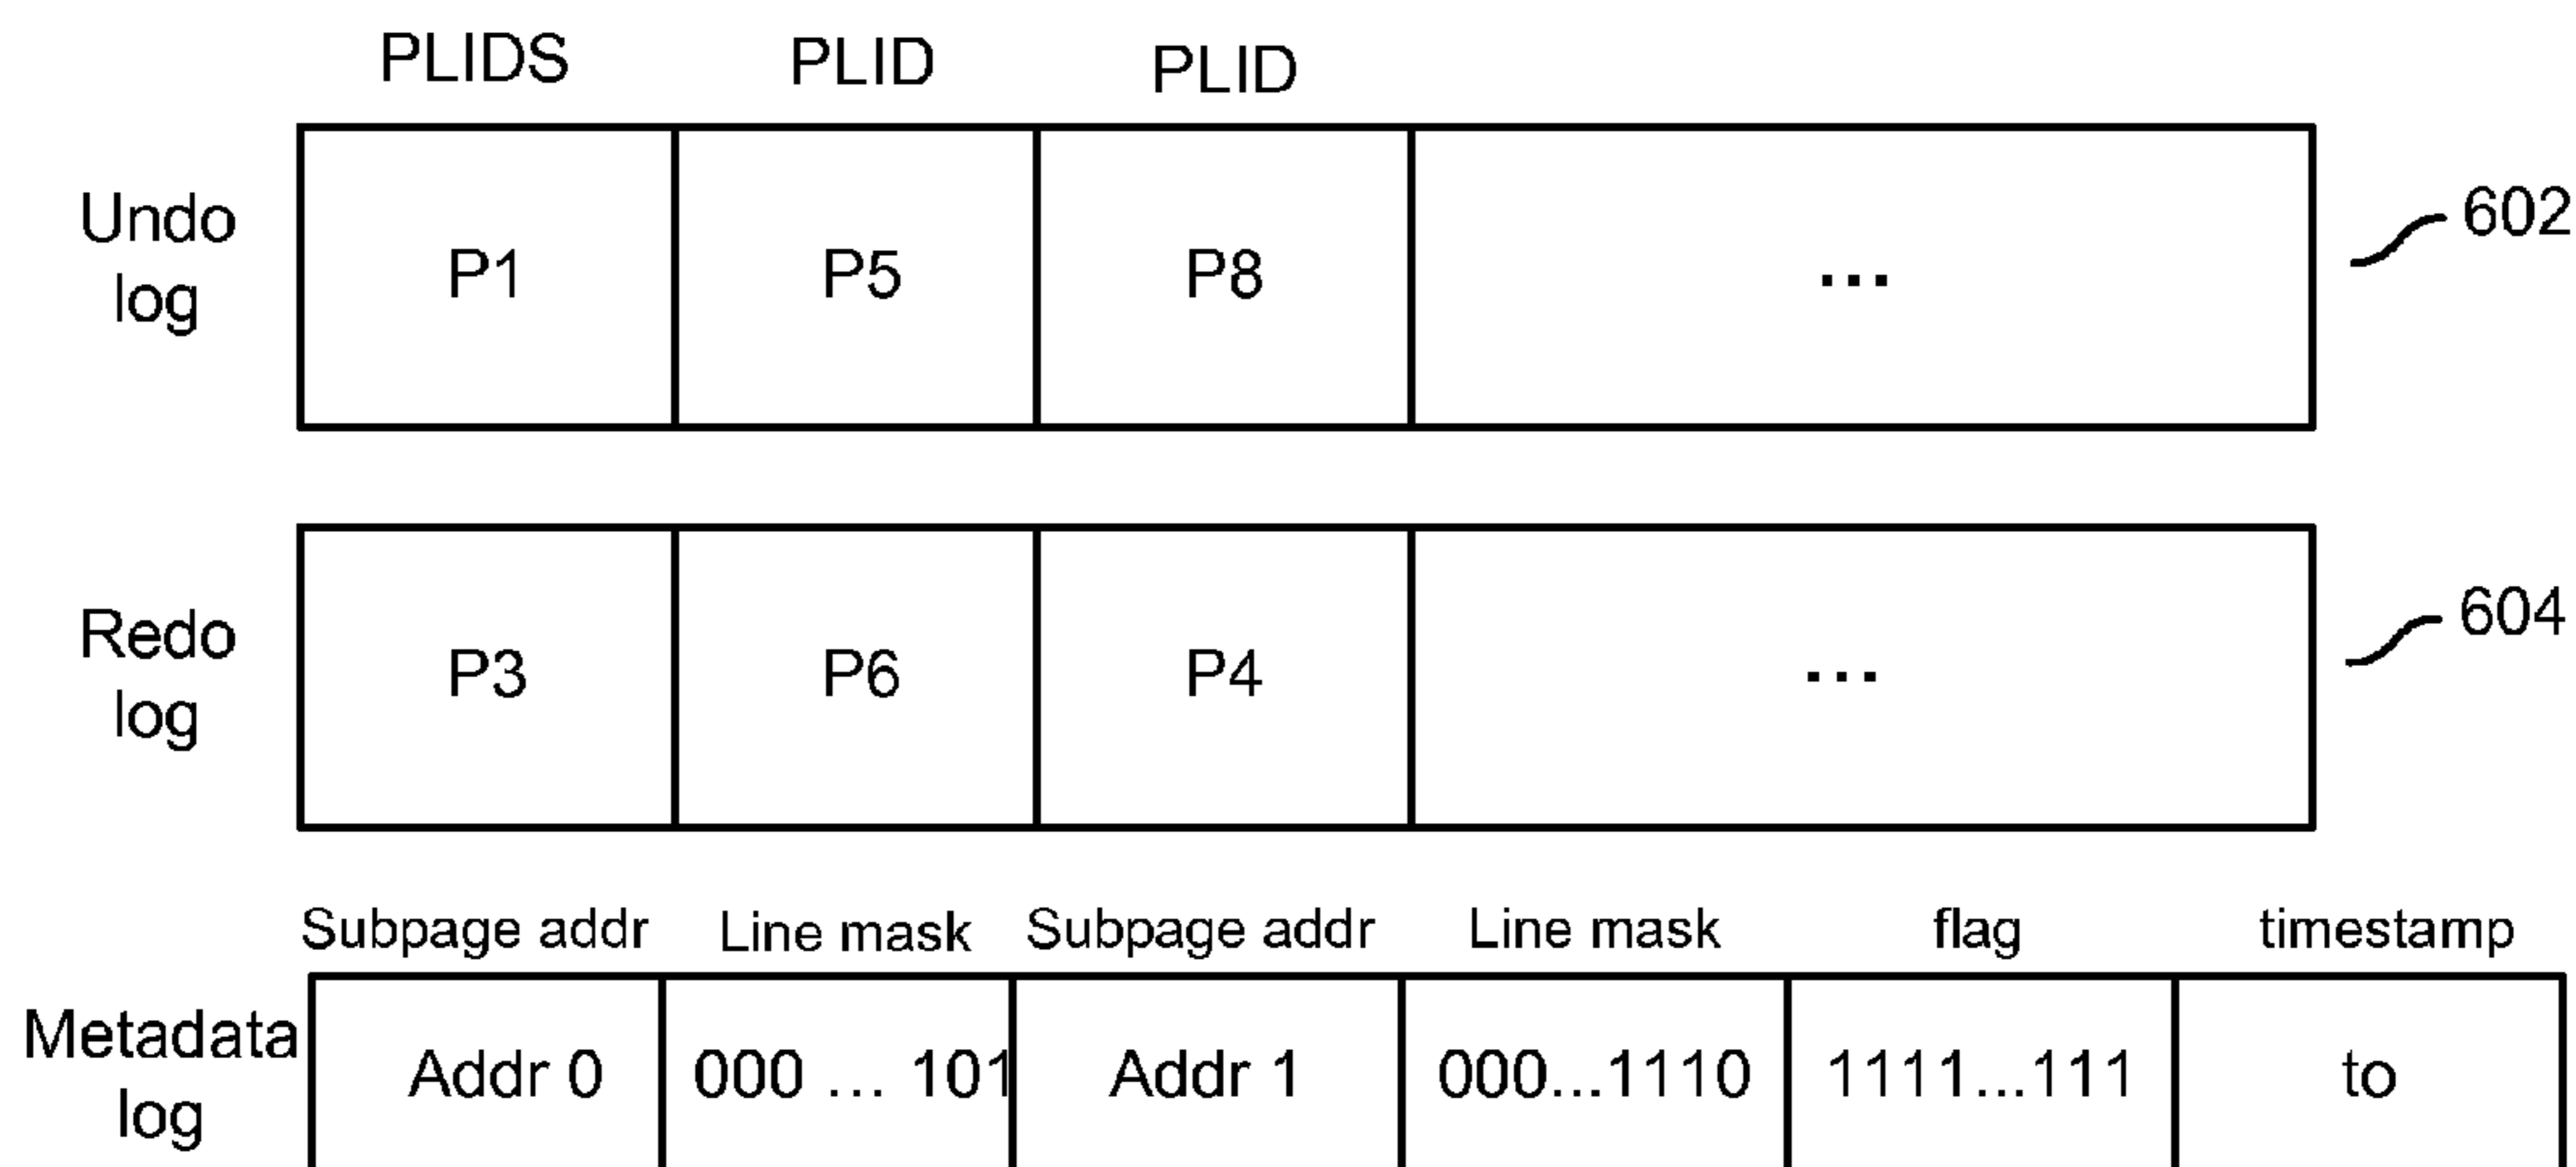 PLIDS PLID PLID
Undo
log
P1 P5 P8 ...
602
Redo
log
P3 P6 P4 ...
604
Subpage addr Line mask Subpage addr Line mask flag timestamp
Metadata
log
Addr 0 000 ... 101 Addr 1 000...1110 1111...111 to